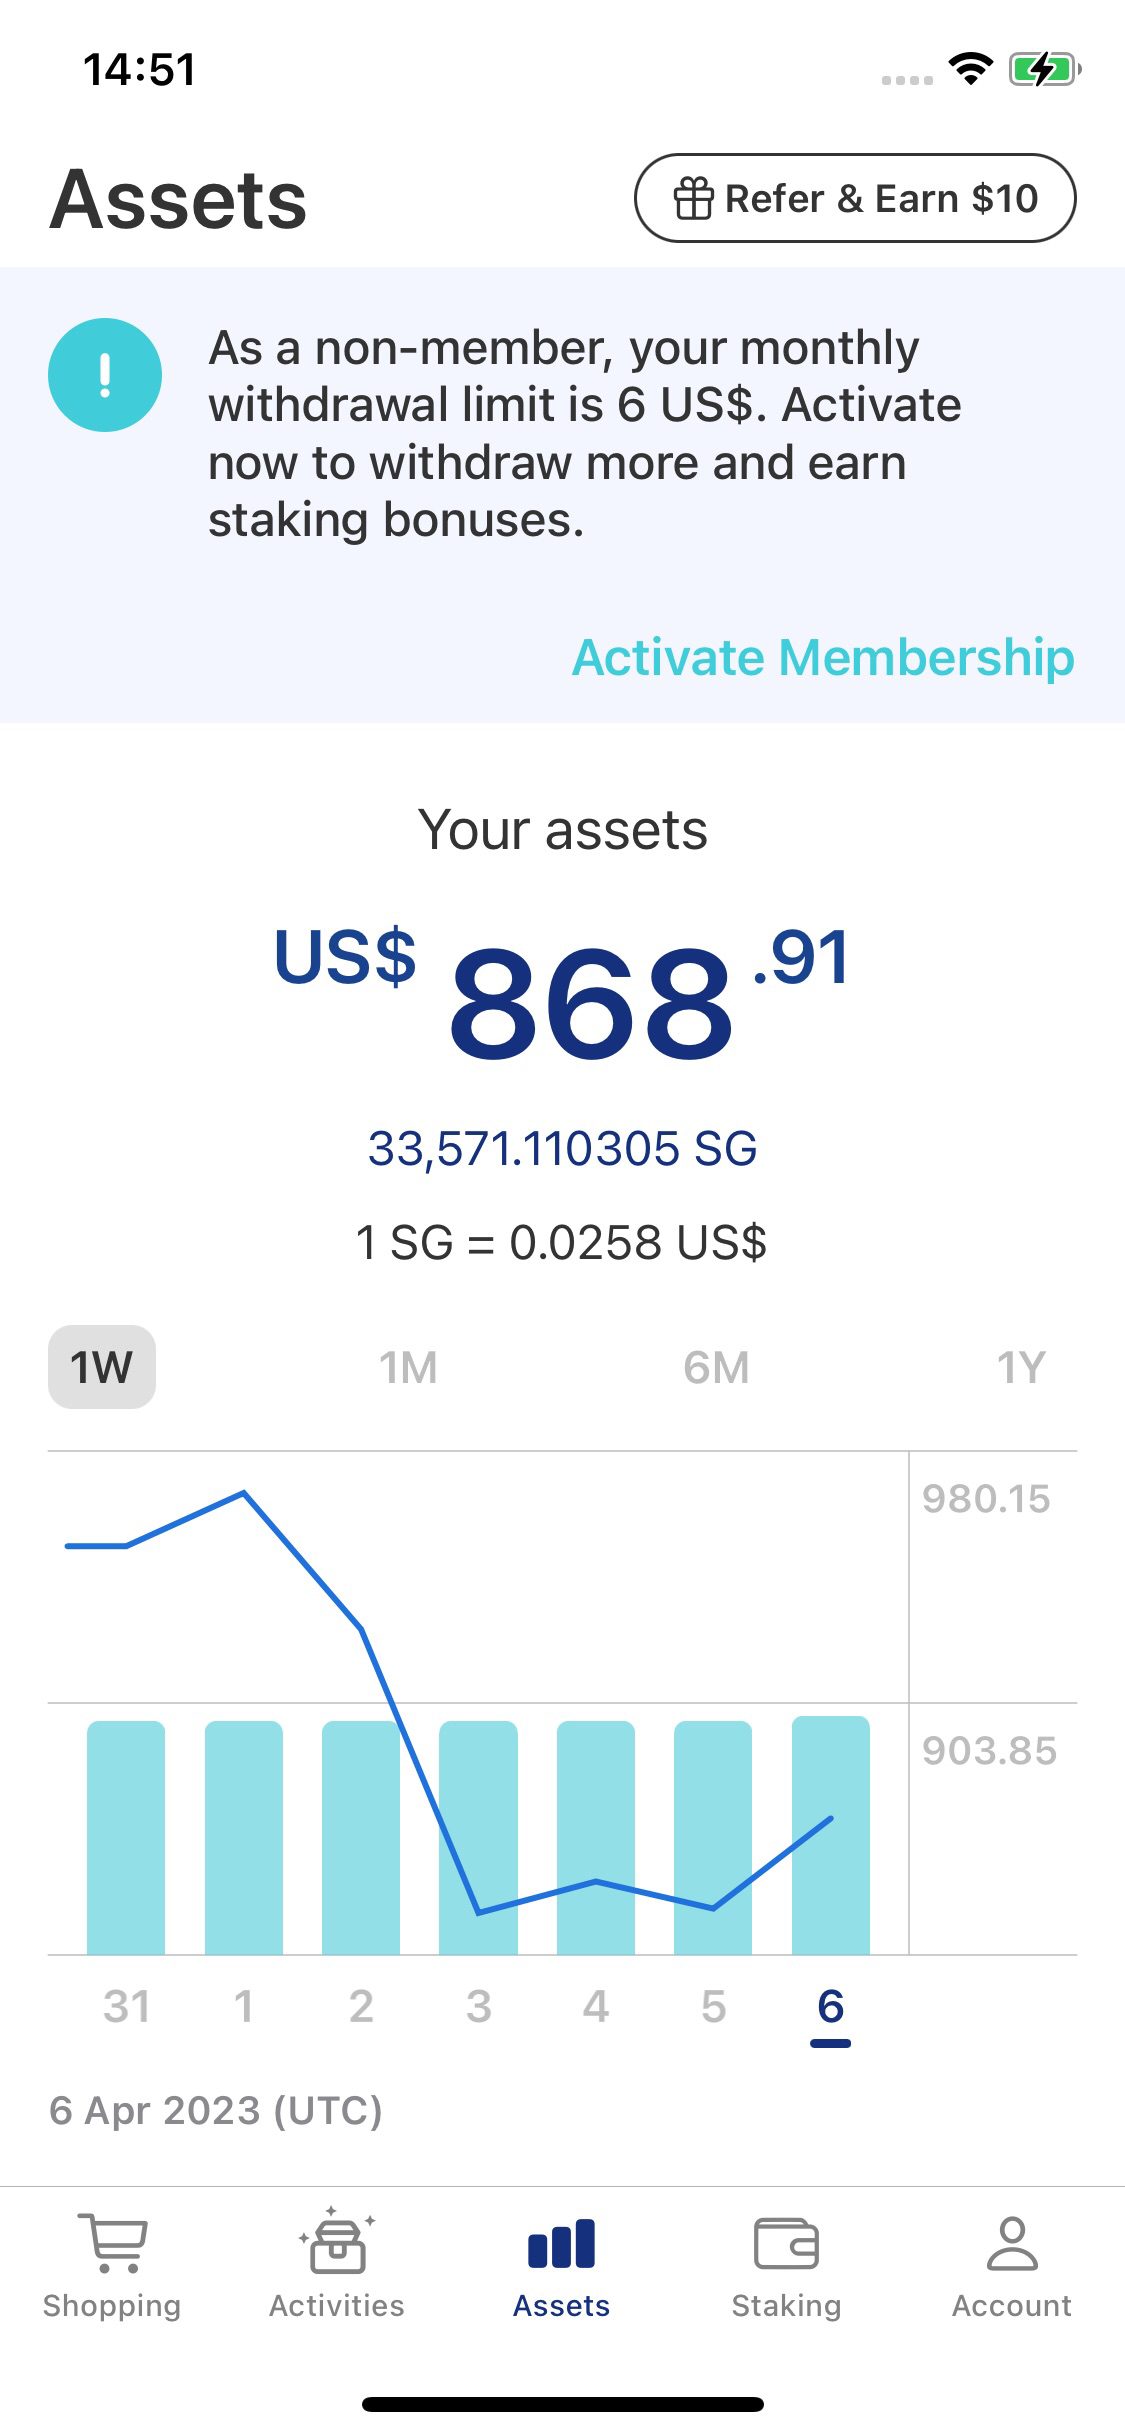 14:51
Assets
Refer & Earn $10
!
As a non-member, your monthly
withdrawal limit is 6 US$. Activate
now to withdraw more and earn
staking bonuses.
Activate Membership
Your assets
US$ 868 .91
33,571.110305 SG
1 SG = 0.0258 US$
1W 1M 6M 1Y
980.15
903.85
31 1 2 3 4 5 6
6 Apr 2023 (UTC)
Shopping Activities Assets Staking Account